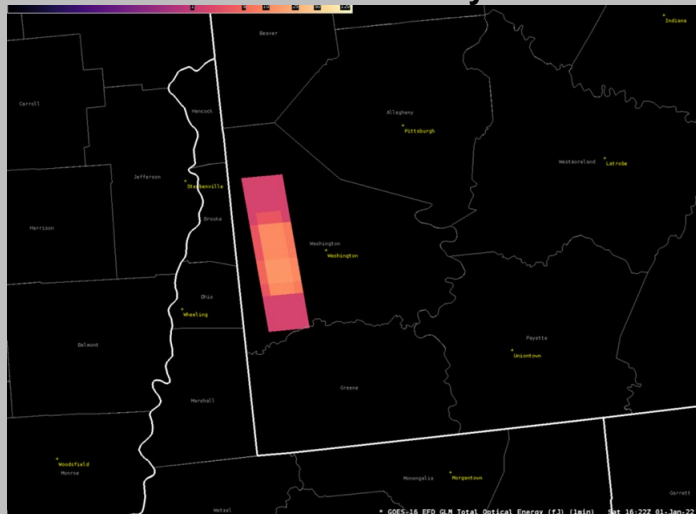 Indiana
Beaver
Carroll
Hancock
Allegheny
Pittsburgh
Westmoreland
Latrobe
Jefferson
Steubenville
Brooke
Harrison
Washington
Washington
Ohio
Wheeling
Fayette
Uniontown
Belmont
Greene
Marshall
Woodsfield
Monroe
Monongalia
Morgantown
Garrett
Wetzel
* GOES-16 EFD GLM Total Optical Energy (fJ) (1min) Sat 16:22Z 01-Jan-22